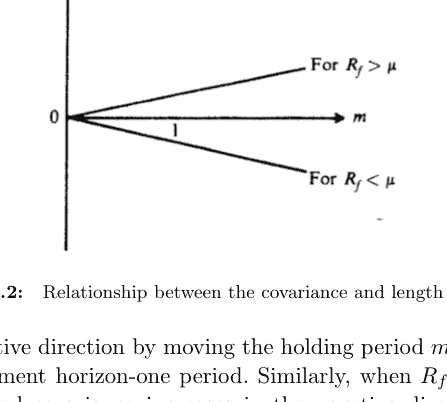 For R_f > μ
0
m
1
For R_f < μ
.2: Relationship between the covariance and length
tive direction by moving the holding period m
ment horizon-one period. Similarly, when R_f